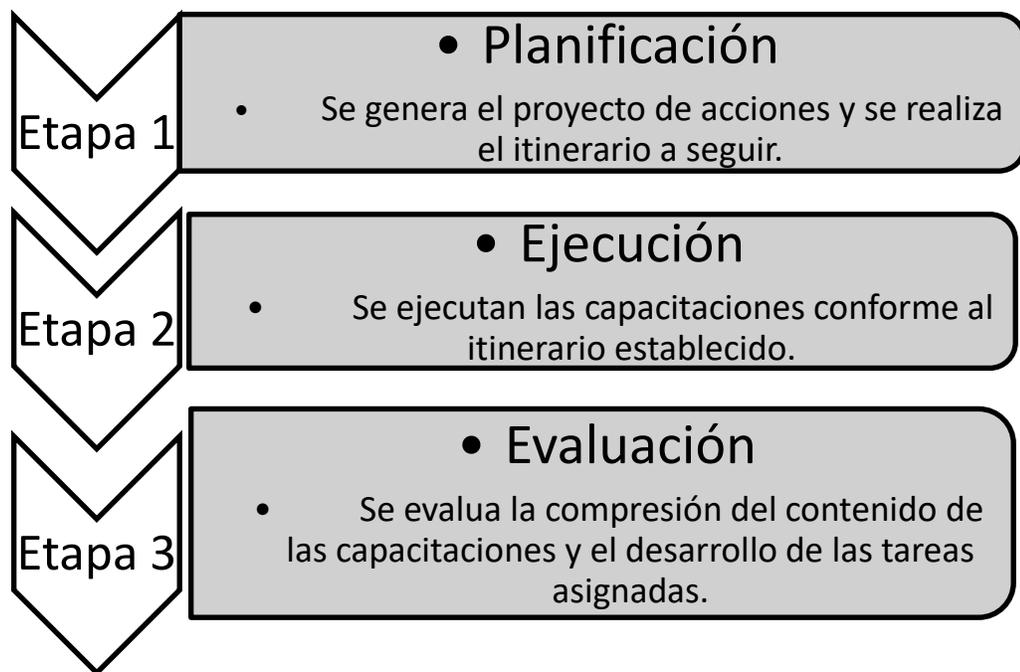 Etapa 1
• Planificación
• Se genera el proyecto de acciones y se realiza
el itinerario a seguir.
Etapa 2
• Ejecución
• Se ejecutan las capacitaciones conforme al
itinerario establecido.
Etapa 3
• Evaluación
• Se evalua la compresión del contenido de
las capacitaciones y el desarrollo de las tareas
asignadas.